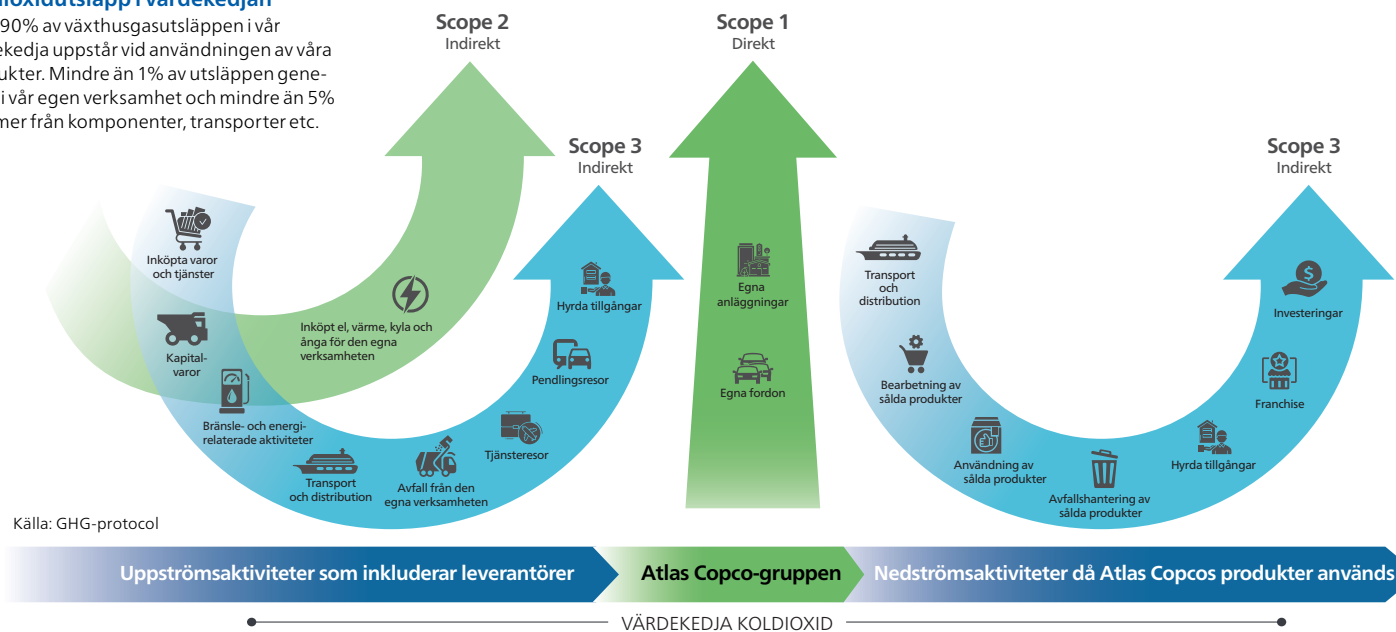 i värdekedjan
90% av växthusgasutsläppen i vår
uppstår vid användningen av våra
Mindre än 1% av utsläppen gene-
i vår egen verksamhet och mindre än 5%
från komponenter, transporter etc.
Scope 2
Indirekt
Scope 1
Direkt
Scope 3
Indirekt
Scope 3
Indirekt
Inköpta varor
och tjänster
Kapital-
varor
Bränsle- och energi-
relaterade aktiviteter
Transport
och distribution
Avfall från den
egna verksamheten
Tjänsteresor
Pendlingsresor
Hyrda tillgångar
Inköpt el, värme, kyla och
ånga för den egna
verksamheten
Egna
anläggningar
Egna fordon
Transport
och
distribution
Bearbetning av
sålda produkter
Användning av
sålda produkter
Avfallshantering av
sålda produkter
Hyrda tillgångar
Franchise
$
Investeringar
Källa: GHG-protocol
Uppströmsaktiviteter som inkluderar leverantörer
Atlas Copco-gruppen
Nedströmsaktiviteter då Atlas Copcos produkter används
VÄRDEKEDJA KOLDIOXID